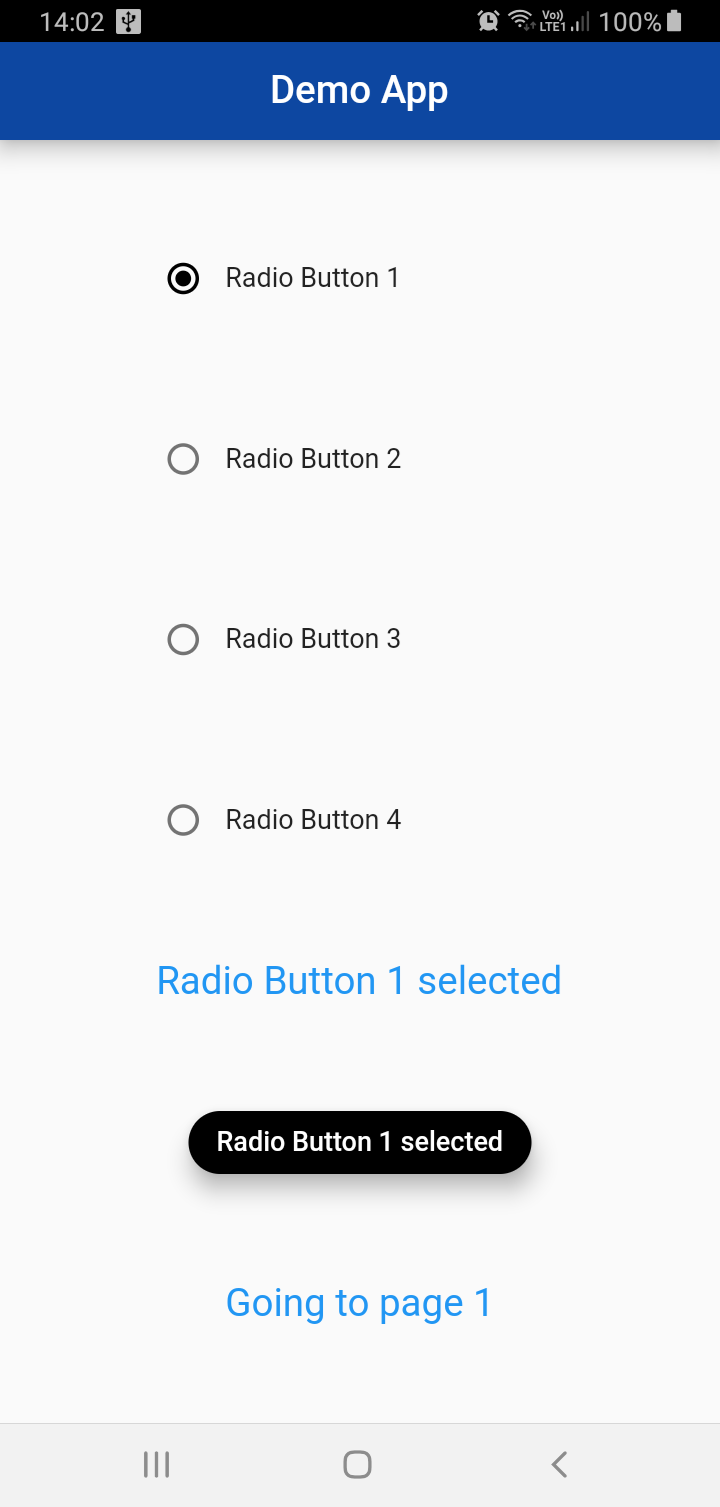 14:02 Vo)) LTE1 100%
Demo App
Radio Button 1
Radio Button 2
Radio Button 3
Radio Button 4
Radio Button 1 selected
Radio Button 1 selected
Going to page 1